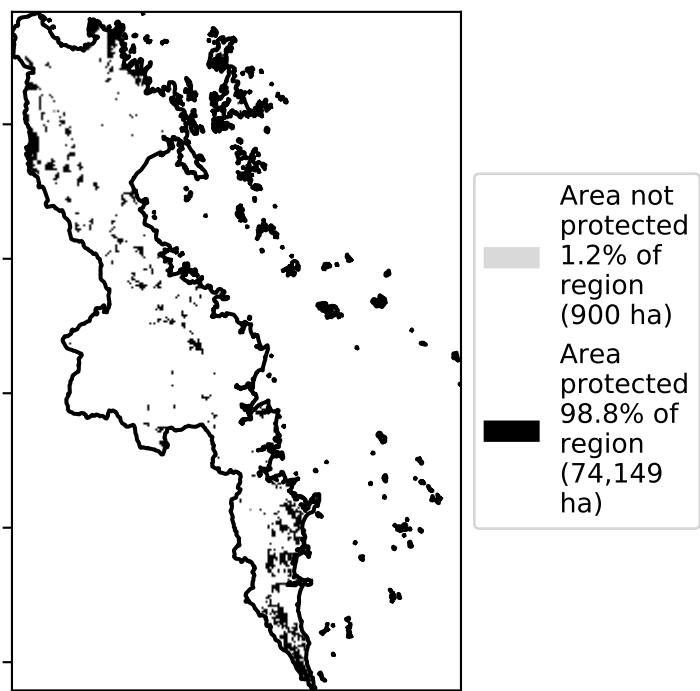 Area not
protected
1.2% of
region
(900 ha)
Area
protected
98.8% of
region
(74,149
ha)